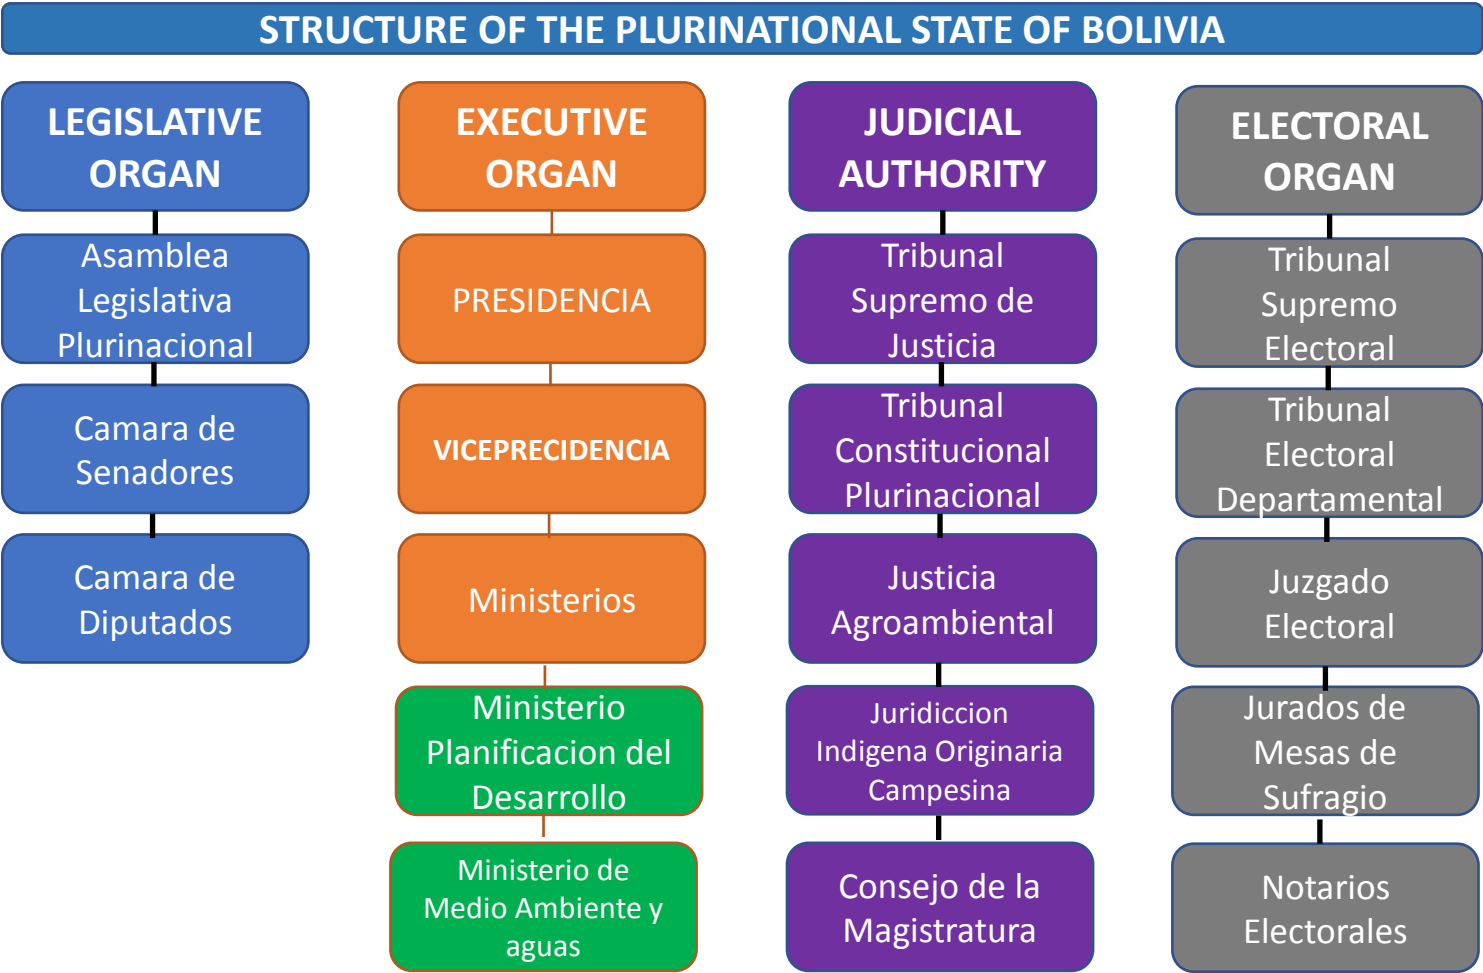 STRUCTURE OF THE PLURINATIONAL STATE OF BOLIVIA
LEGISLATIVE
ORGAN
Asamblea
Legislativa
Plurinacional
Camara de
Senadores
Camara de
Diputados
EXECUTIVE
ORGAN
PRESIDENCIA
VICEPRECIDENCIA
Ministerios
Ministerio
Planificacion del
Desarrollo
Ministerio de
Medio Ambiente y
aguas
JUDICIAL
AUTHORITY
Tribunal
Supremo de
Justicia
Tribunal
Constitucional
Plurinacional
Justicia
Agroambiental
Juridiccion
Indigena Originaria
Campesina
Consejo de la
Magistratura
ELECTORAL
ORGAN
Tribunal
Supremo
Electoral
Tribunal
Electoral
Departamental
Juzgado
Electoral
Jurados de
Mesas de
Sufragio
Notarios
Electorales